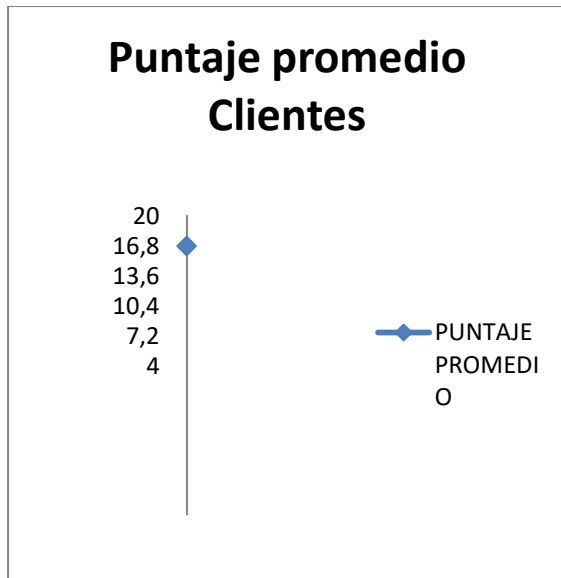 Puntaje promedio
Clientes
20
16,8
13,6
10,4
7,2
4
PUNTAJE
PROMEDI
O